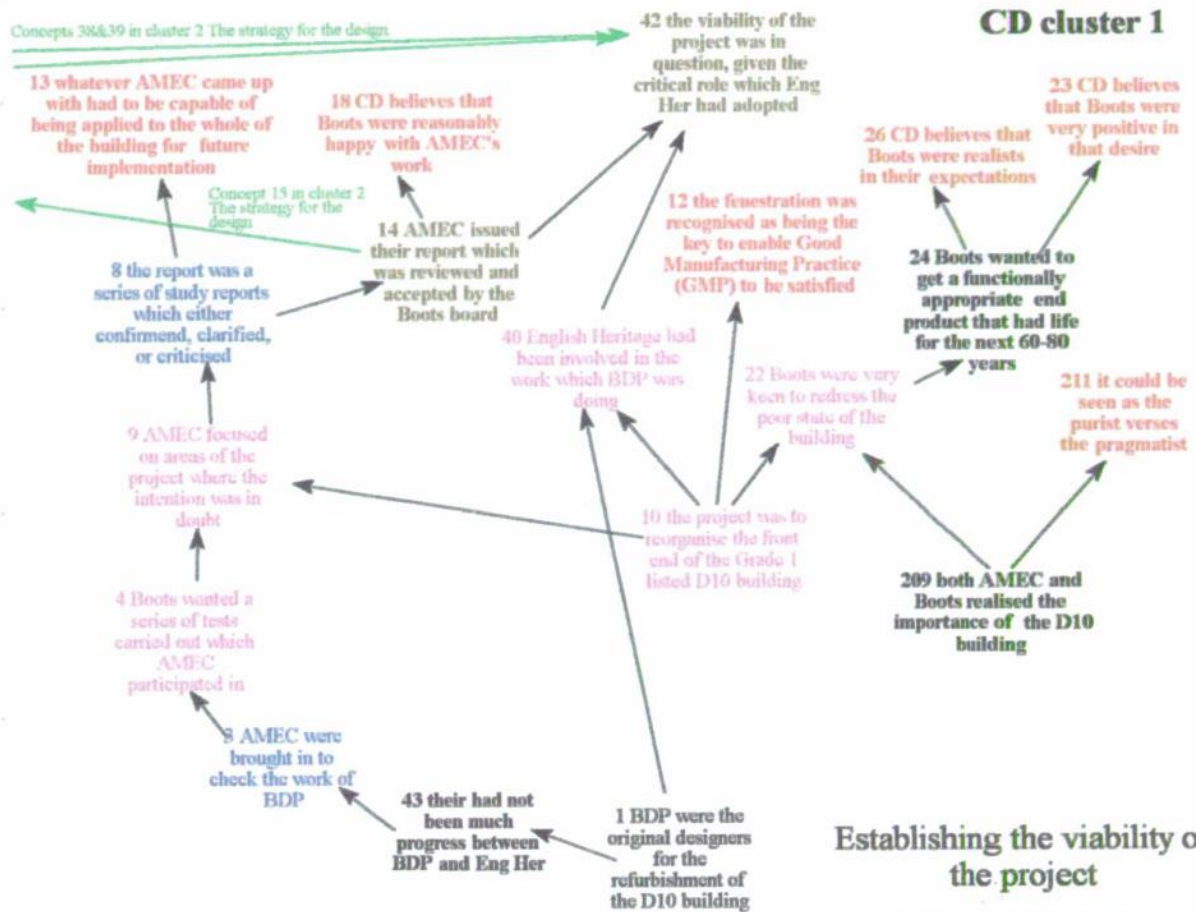 CD cluster 1
Concepts 38&39 in cluster 2 The strategy for the design
42 the viability of the
project was in
question, given the
critical role which Eng
Her had adopted
13 whatever AMEC came up
with had to be capable of
being applied to the whole of
the building for future
implementation
18 CD believes that
Boots were reasonably
happy with AMEC's
work
23 CD believes
that Boots were
very positive in
that desire
26 CD believes that
Boots were realists
in their expectations
Concept 15 in cluster 2
The strategy for the
design
12 the fenestration was
recognised as being the
key to enable Good
Manufacturing Practice
(GMP) to be satisfied
14 AMEC issued
their report which
was reviewed and
accepted by the
Boots board
8 the report was a
series of study reports
which either
confirmend, clarified,
or criticised
24 Boots wanted to
get a functionally
appropriate end
product that had life
for the next 60-80
years
40 English Heritage had
been involved in the
work which BDP was
doing
22 Boots were very
keen to redress the
poor state of the
building
211 it could be
seen as the
purist verses
the pragmatist
9 AMEC focused
on areas of the
project where the
intention was in
doubt
10 the project was to
reorganise the front
end of the Grade 1
listed D10 building
209 both AMEC and
Boots realised the
importance of the D10
building
4 Boots wanted a
series of tests
carried out which
AMEC
participated in
3 AMEC were
brought in to
check the work of
BDP
43 their had not
been much
progress between
BDP and Eng Her
1 BDP were the
original designers
for the
refurbishment of
the D10 building
Establishing the viability o
the project